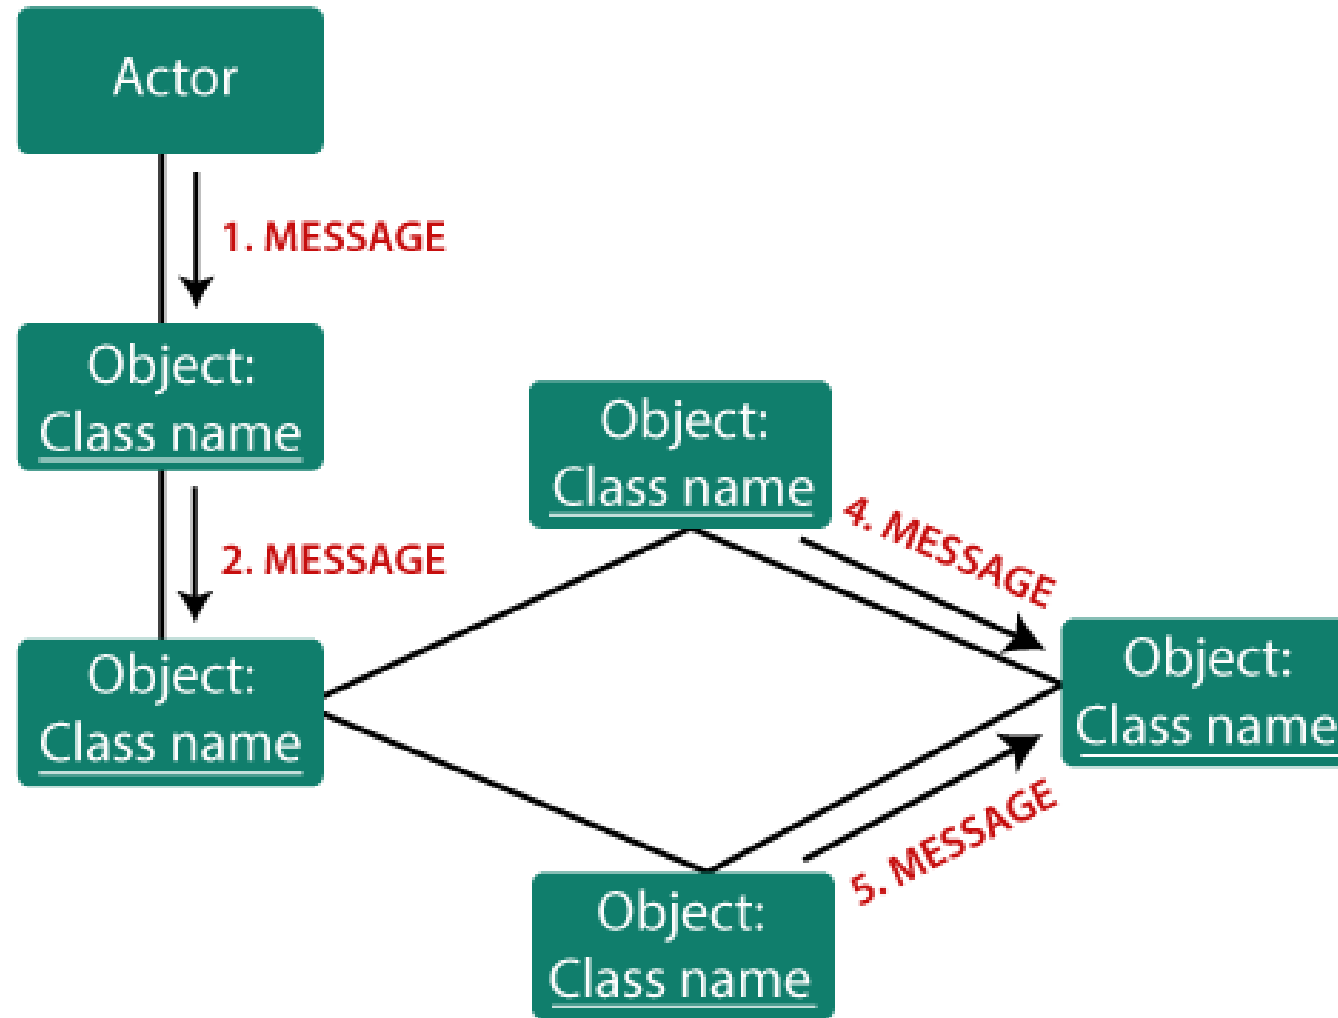 Actor
1. MESSAGE
Object:
Class name
2. MESSAGE
Object:
Class name
Object:
Class name
4. MESSAGE
Object:
Class name
5. MESSAGE
Object:
Class name